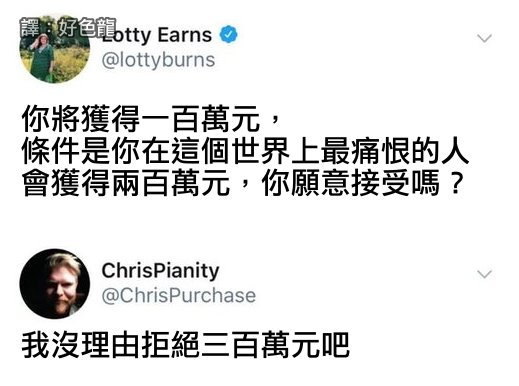 譯：好色龍
Lotty Earns
@lottyburns
你將獲得一百萬元，
條件是你在這個世界上最痛恨的人
會獲得兩百萬元，你願意接受嗎？
ChrisPianity
@ChrisPurchase
我沒理由拒絕三百萬元吧